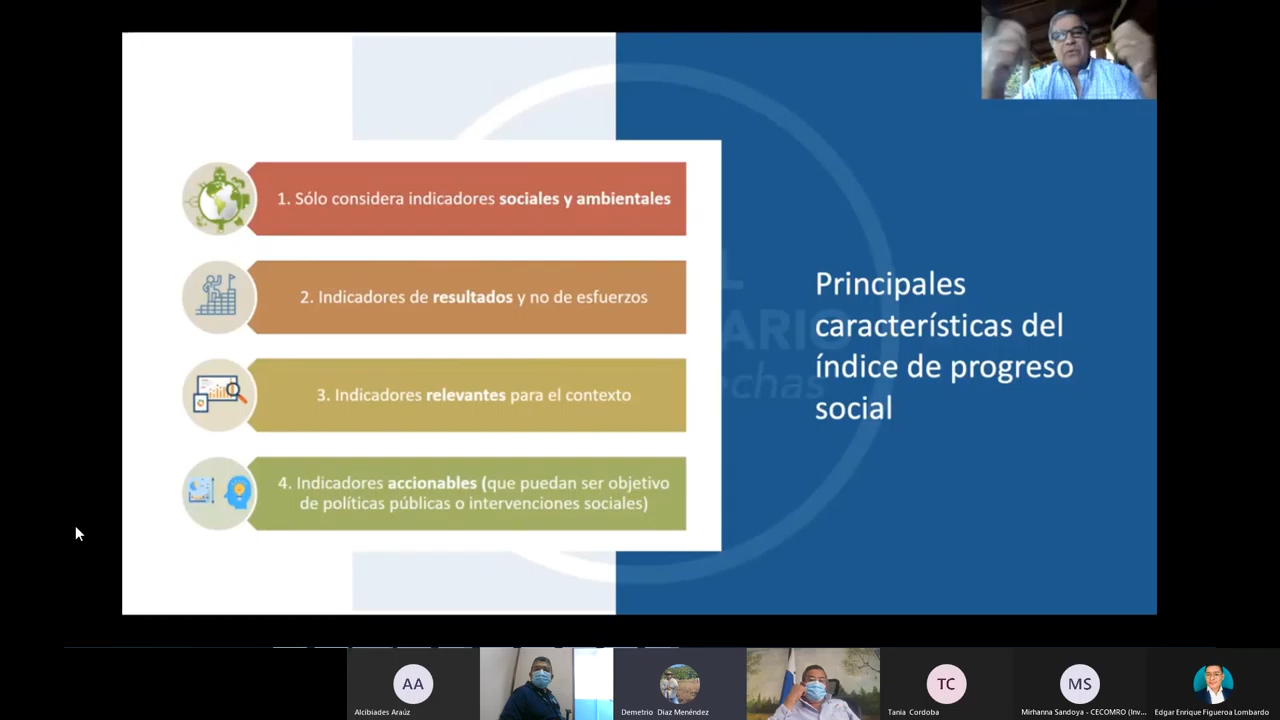 1. Sólo considera indicadores sociales y ambientales
2. Indicadores de resultados y no de esfuerzos
3. Indicadores relevantes para el contexto
4. Indicadores accionables (que puedan ser objetivo
de políticas públicas o intervenciones sociales)
Principales
características del
índice de progreso
social
AA
Alcibiades Araúz
Demetrio Diaz Menéndez
TC
Tania Cordoba
MS
Mirhanna Sandoya - CECOMRO (Inv...
Edgar Enrique Figueroa Lombardo